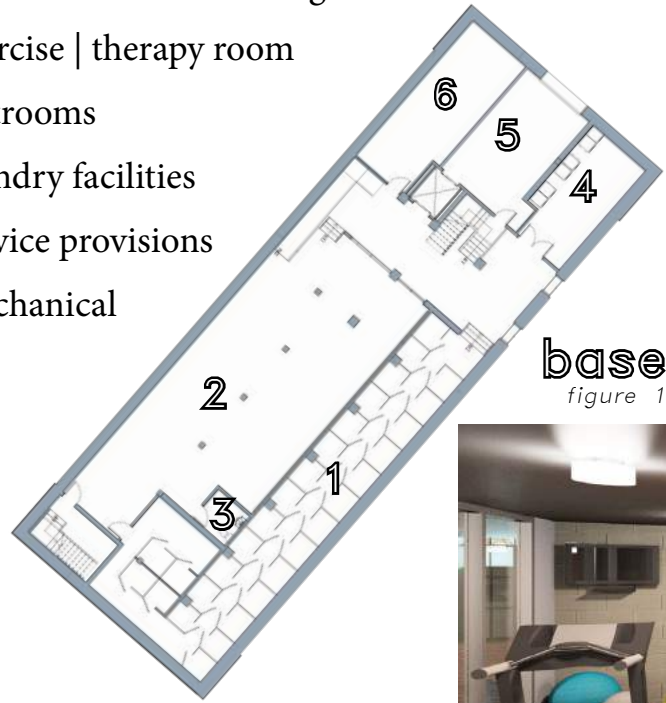 rcise | therapy room
rooms
ndry facilities
vice provisions
chanical
6
5
4
2
1
3
base
figure 1